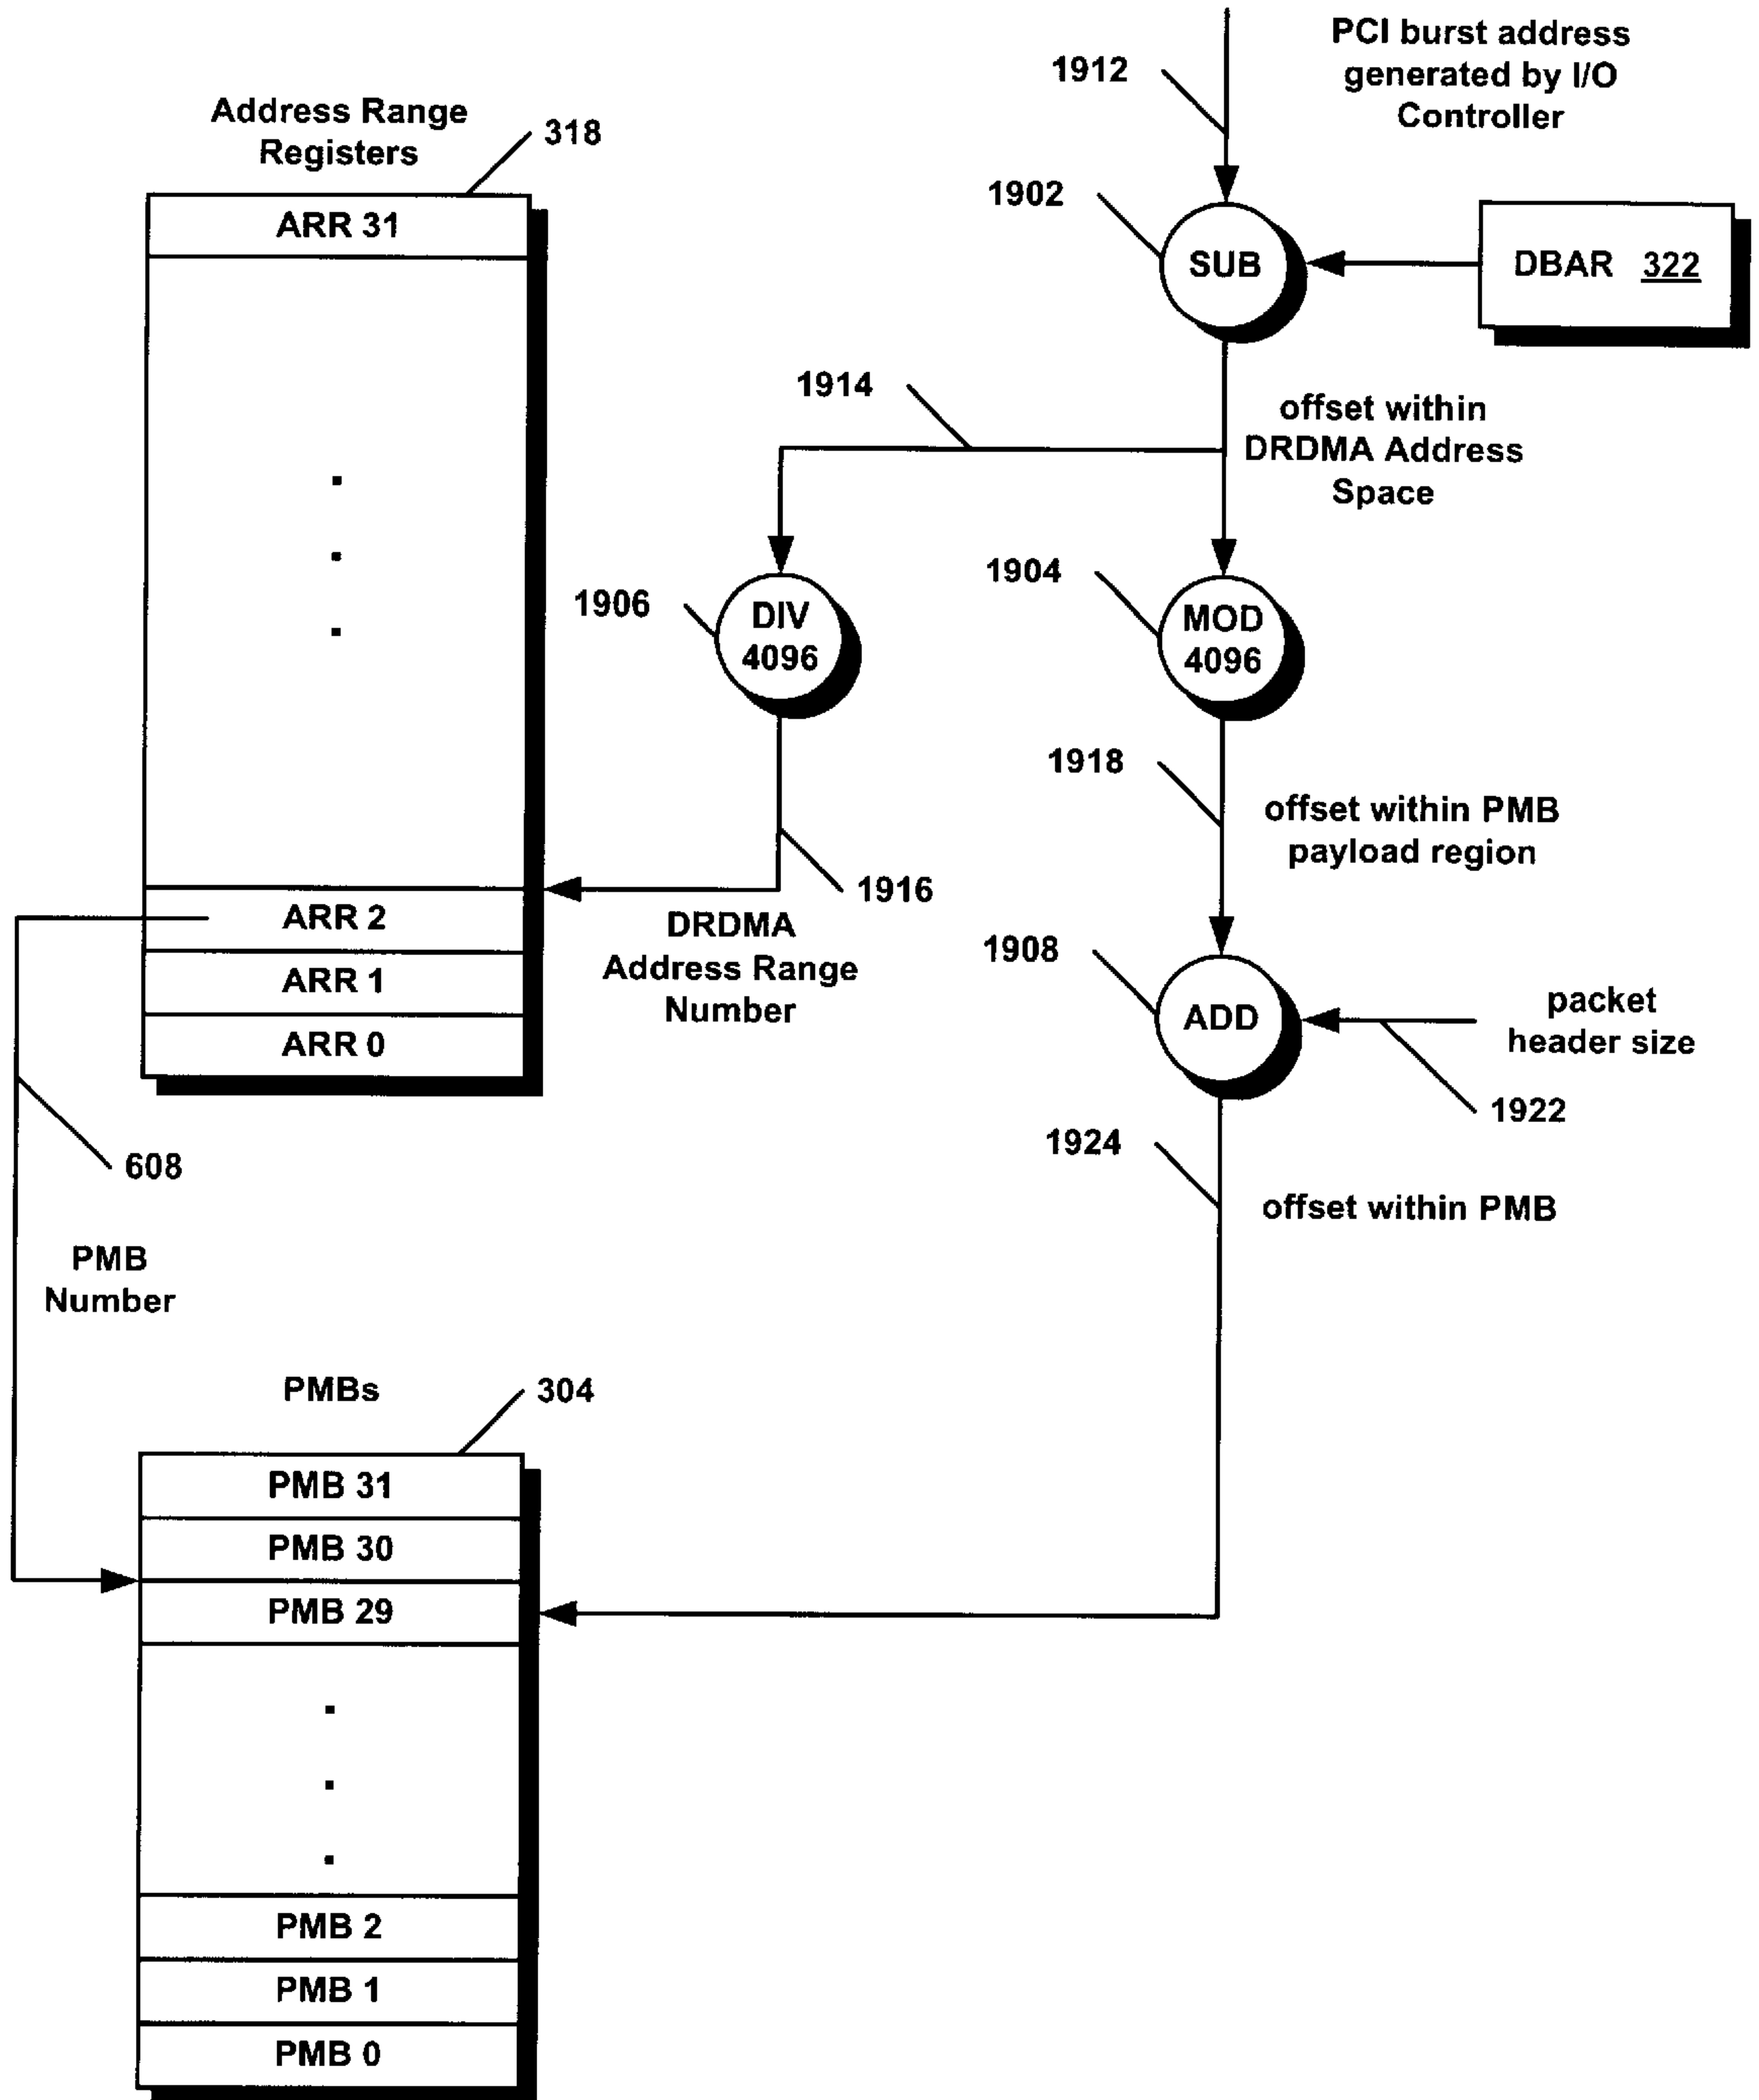 PCI burst address
generated by I/O
Controller
1912
Address Range
Registers
318
1902
ARR 31
SUB
DBAR 322
1914
offset within
DRDMA Address
Space
1906
DIV
4096
1904
MOD
4096
1918
offset within PMB
payload region
1916
DRDMA
Address Range
Number
ARR 2
ARR 1
ARR 0
1908
ADD
packet
header size
1922
608
1924
offset within PMB
PMB
Number
PMBs
304
PMB 31
PMB 30
PMB 29
PMB 2
PMB 1
PMB 0